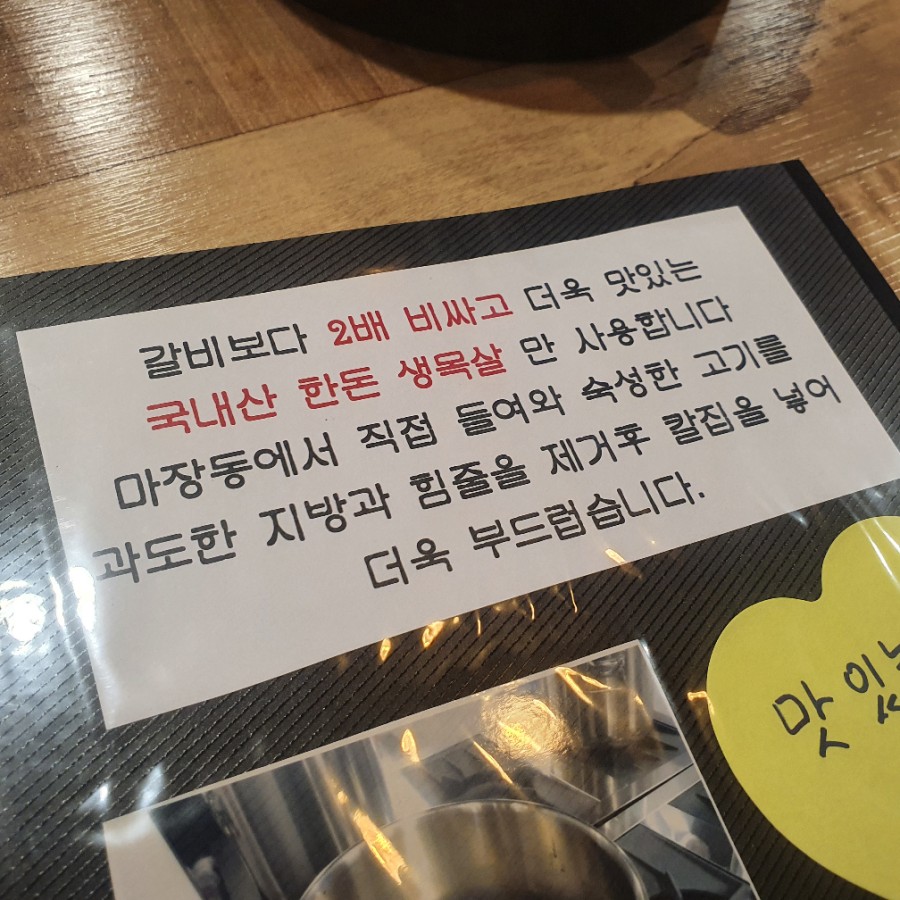 갈비보다 2배 비싸고 더욱 맛있는
국내산 한돈 생목살 만 사용합니다
마장동에서 직접 들여와 숙성한 고기를
과도한 지방과 힘줄을 제거후 칼집을 넣어
더욱 부드럽습니다.
맛